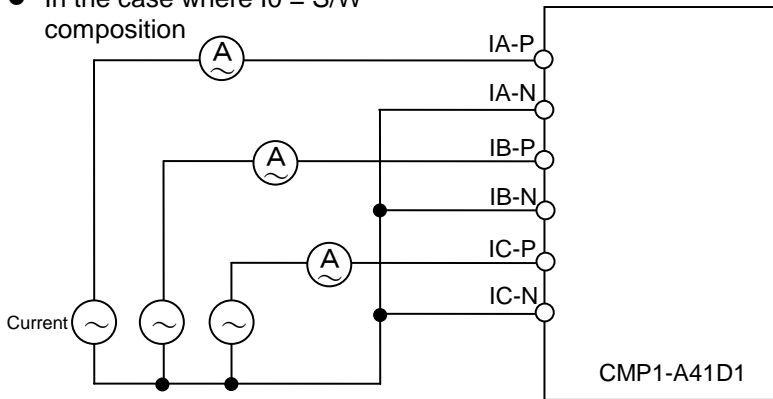 ● In the case where I0 = S/W
composition
A
IA-P
IA-N
A
IB-P
IB-N
A
IC-P
IC-N
Current
CMP1-A41D1